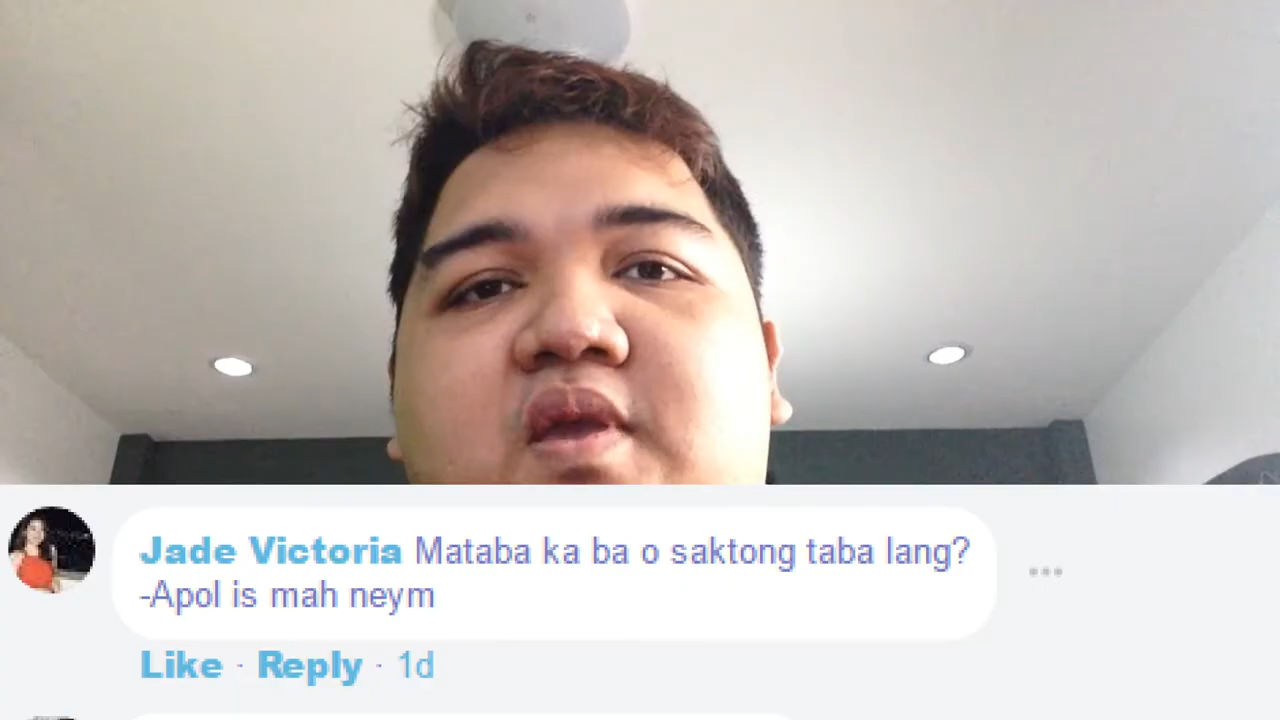 Jade Victoria Mataba ka ba o saktong taba lang?
-Apol is mah neym
Like · Reply · 1d